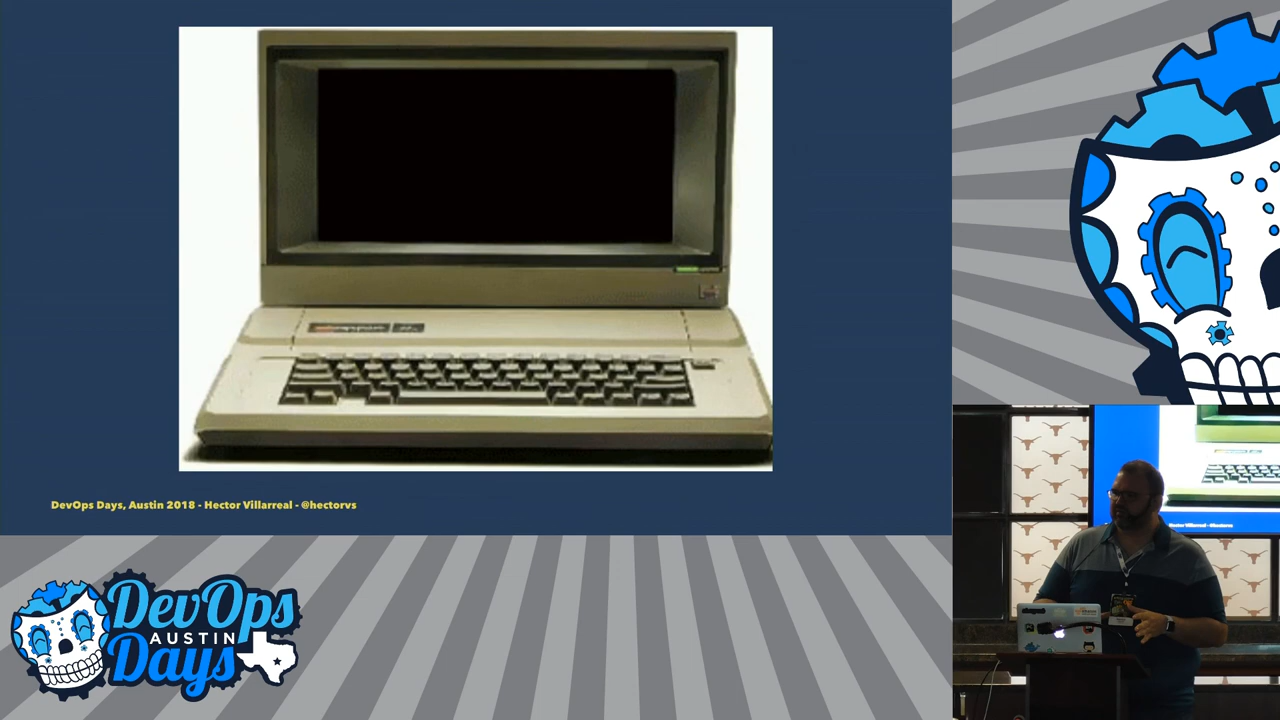 DevOps Days, Austin 2018 - Hector Villarreal - @hectorvs
DevOps
AUSTIN
Days